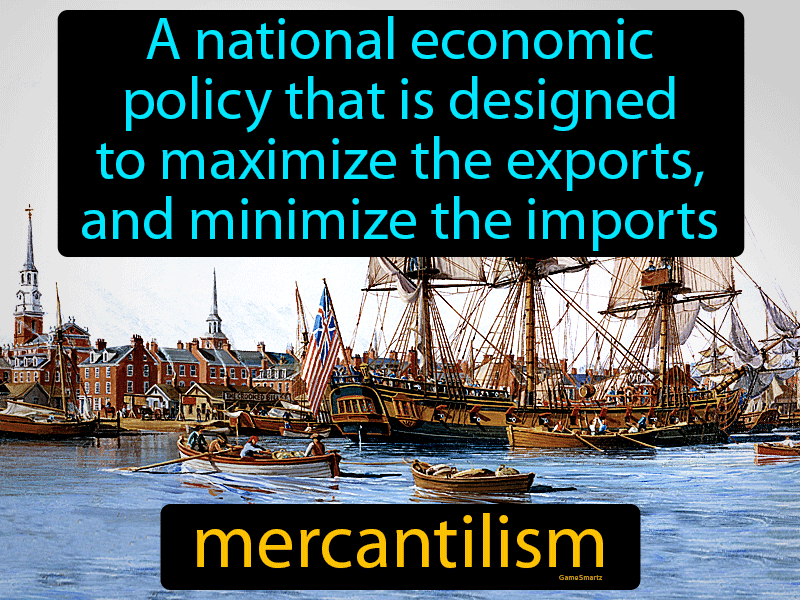 A national economic
policy that is designed
to maximize the exports,
and minimize the imports
mercantilism
GameSmartz